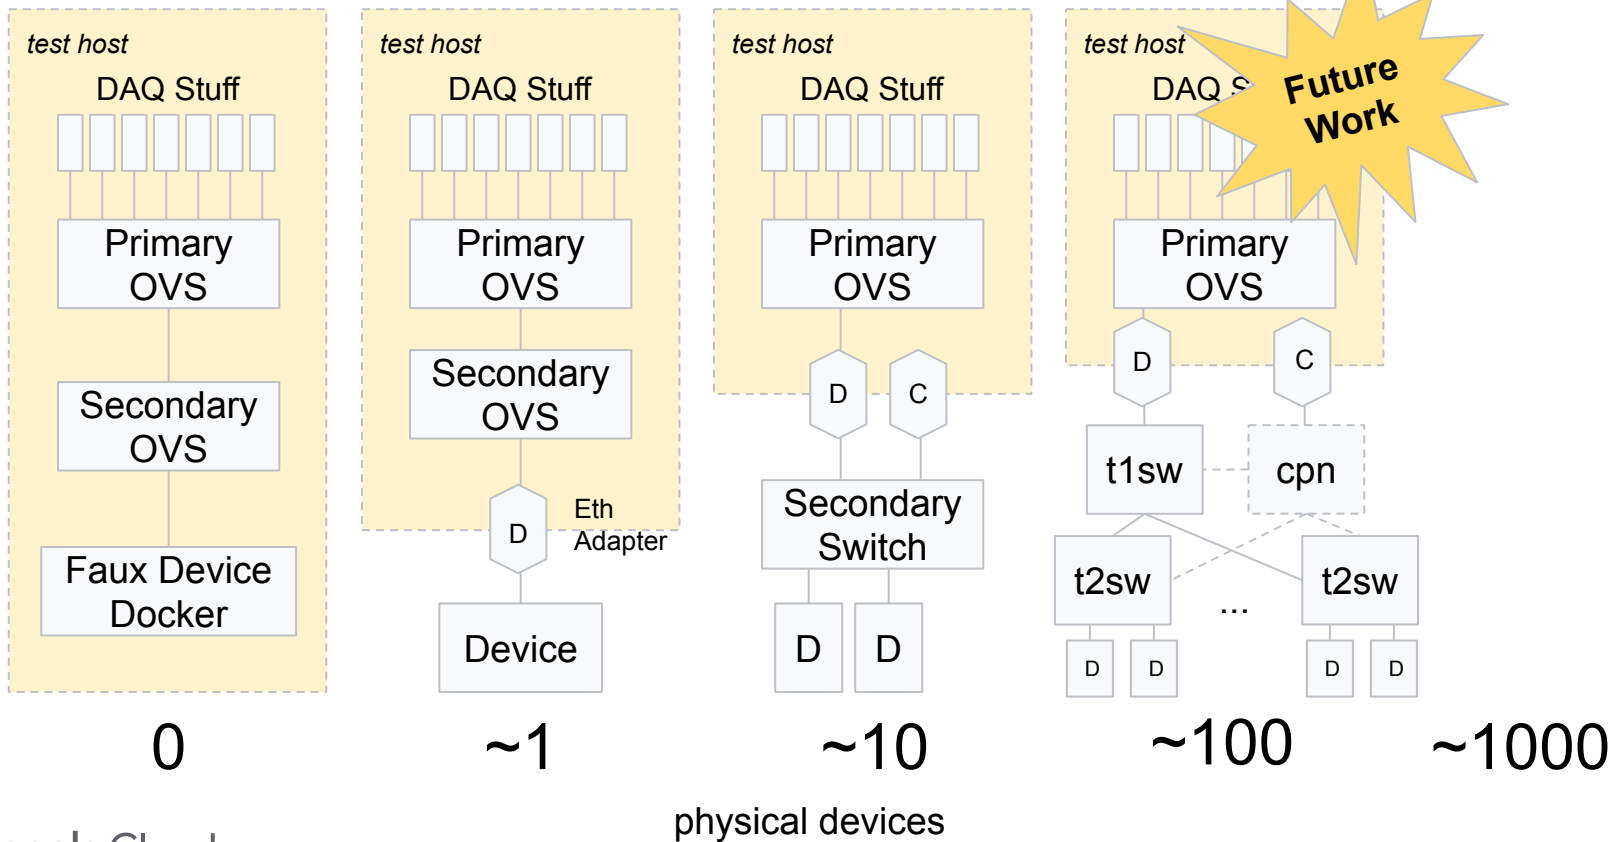 test host
DAQ Stuff
Primary
OVS
Secondary
OVS
Faux Device
Docker
0
test host
DAQ Stuff
Primary
OVS
Secondary
OVS
D
Eth
Adapter
Device
~1
test host
DAQ Stuff
Primary
OVS
D
C
Secondary
Switch
D
D
~10
test host
DAQ S
Future
Work
Primary
OVS
D
C
t1sw
cpn
t2sw
...
t2sw
D
D
D
D
~100
~1000
physical devices